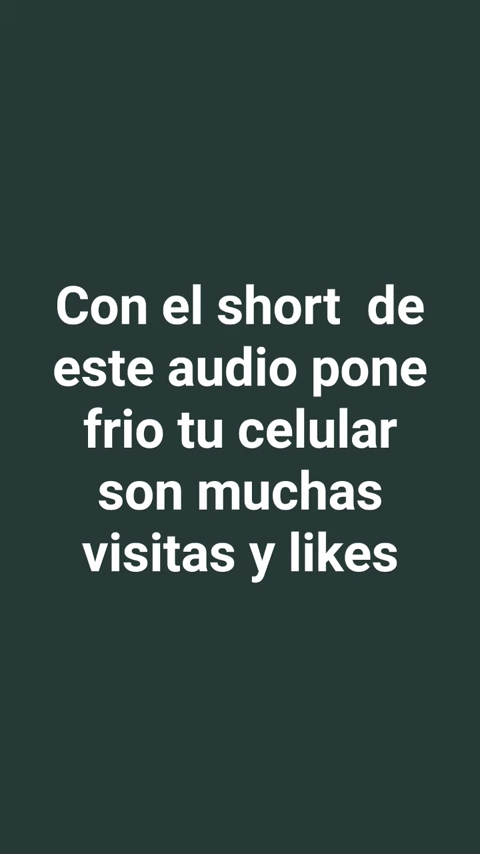 Con el short  de
este audio pone
frio tu celular
son muchas
visitas y likes